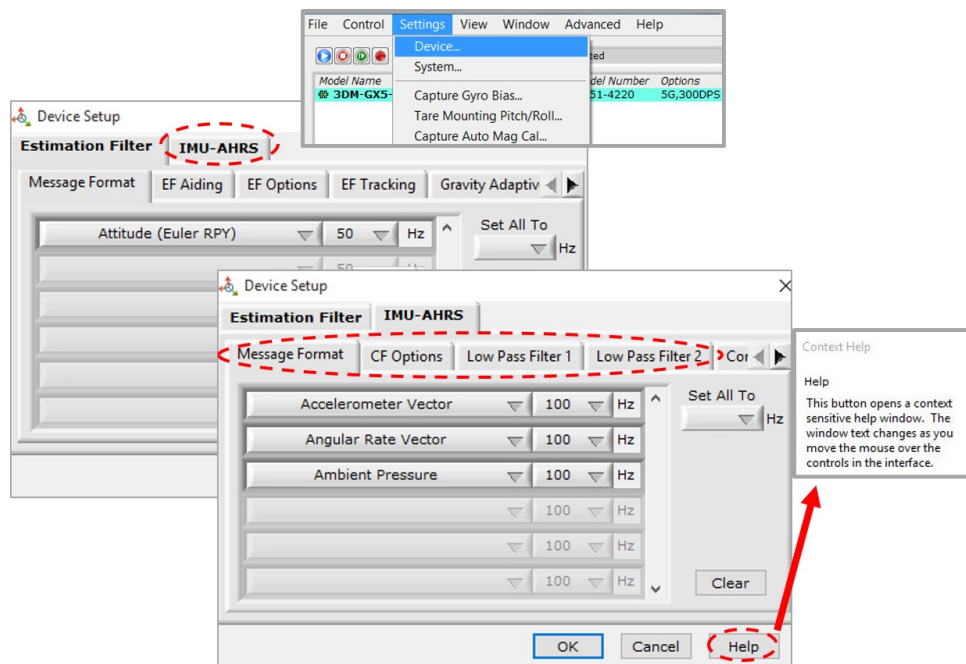 File Control Settings View Window Advanced Help
Device...
System...
Model Name
Options
3DM-GX5-
51-4220 5G,300DPS
Capture Gyro Bias...
Tare Mounting Pitch/Roll...
Capture Auto Mag Cal...
Device Setup
Estimation Filter IMU-AHRS
Message Format EF Aiding EF Options EF Tracking Gravity Adaptiv
Attitude (Euler RPY) 50 Hz
Set All To
Hz
Device Setup
Estimation Filter IMU-AHRS
Message Format CF Options Low Pass Filter 1 Low Pass Filter 2
Accelerometer Vector 100 Hz
Angular Rate Vector 100 Hz
Ambient Pressure 100 Hz
100 Hz
100 Hz
100 Hz
Set All To
Hz
Clear
OK Cancel Help
Context Help
Help
This button opens a context
sensitive help window. The
window text changes as you
move the mouse over the
controls in the interface.